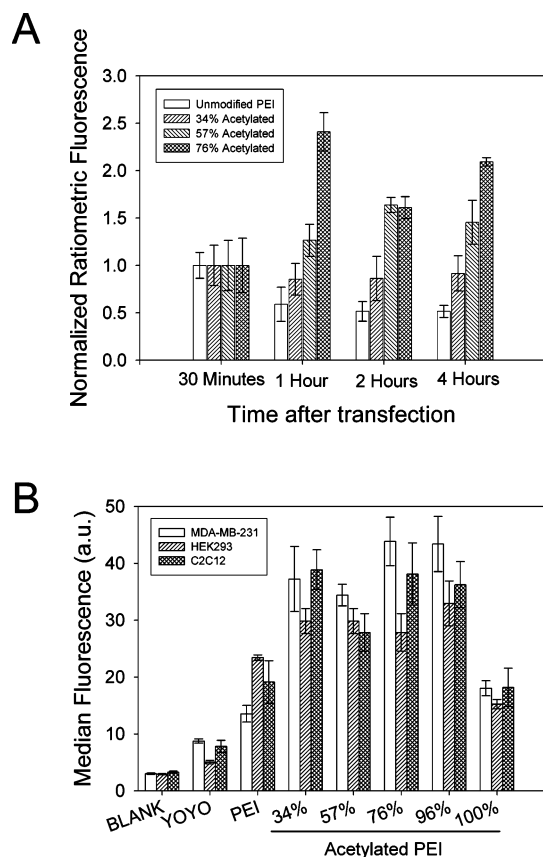 A
Normalized Ratiometric Fluorescence
3.0
2.5
2.0
1.5
1.0
0.5
0.0
Unmodified PEI
34% Acetylated
57% Acetylated
76% Acetylated
30 Minutes 1 Hour 2 Hours 4 Hours
Time after transfection
B
Median Fluorescence (a.u.)
50
40
30
20
10
0
MDA-MB-231
HEK293
C2C12
BLANK YOYO PEI 34% 57% 76% 96% 100%
Acetylated PEI